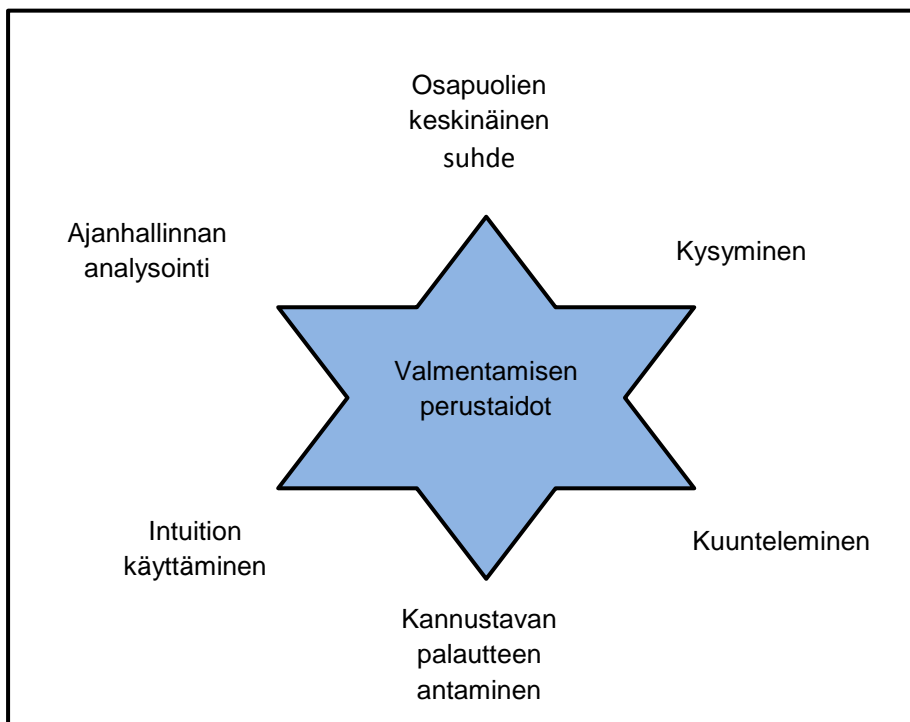 Osapuolien
keskinäinen
suhde
Ajanhallinnan
analysointi
Kysyminen
Valmentamisen
perustaidot
Intuition
käyttäminen
Kuunteleminen
Kannustavan
palautteen
antaminen